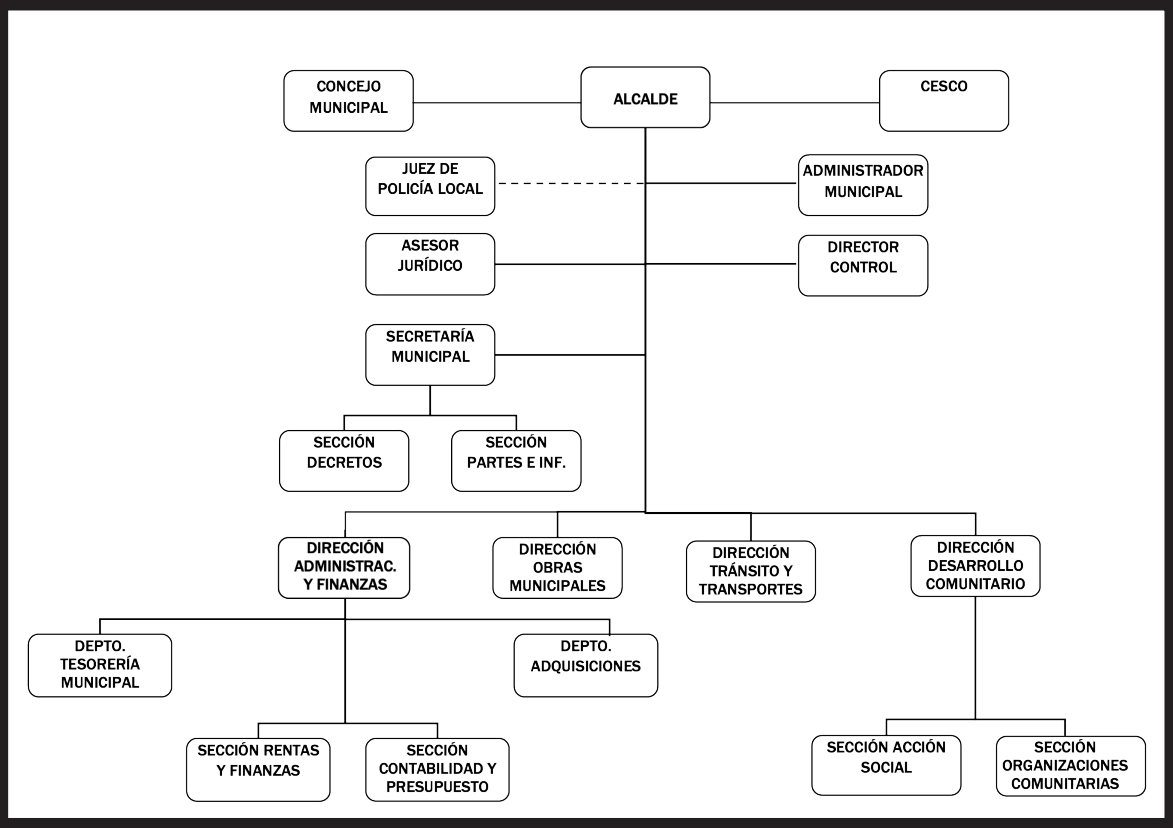 CONCEJO
MUNICIPAL
ALCALDE
CESCO
JUEZ DE
POLICÍA LOCAL
ADMINISTRADOR
MUNICIPAL
ASESOR
JURÍDICO
DIRECTOR
CONTROL
SECRETARÍA
MUNICIPAL
SECCIÓN
DECRETOS
SECCIÓN
PARTES E INF.
DIRECCIÓN
ADMINISTRAC.
Y FINANZAS
DIRECCIÓN
OBRAS
MUNICIPALES
DIRECCIÓN
TRÁNSITO Y
TRANSPORTES
DIRECCIÓN
DESARROLLO
COMUNITARIO
DEPTO.
TESORERÍA
MUNICIPAL
DEPTO.
ADQUISICIONES
SECCIÓN RENTAS
Y FINANZAS
SECCIÓN
CONTABILIDAD Y
PRESUPUESTO
SECCIÓN ACCIÓN
SOCIAL
SECCIÓN
ORGANIZACIONES
COMUNITARIAS